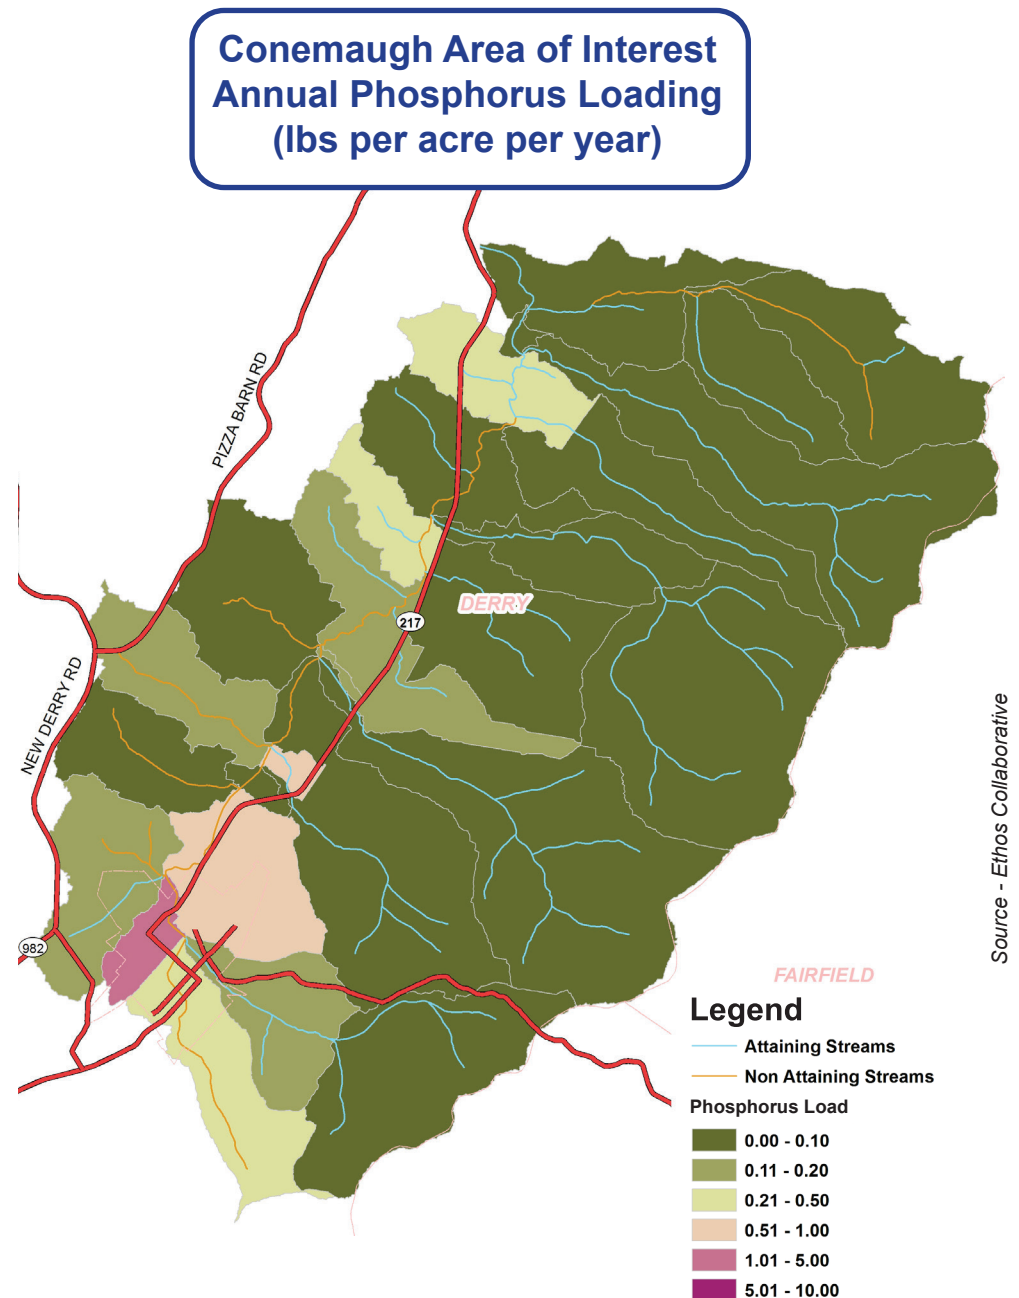 Conemaugh Area of Interest
Annual Phosphorus Loading
(lbs per acre per year)
PIZZA BARN RD
DERRY
217
NEW DERRY RD
982
Source - Ethos Collaborative
FAIRFIELD
Legend
Attaining Streams
Non Attaining Streams
Phosphorus Load
0.00 - 0.10
0.11 - 0.20
0.21 - 0.50
0.51 - 1.00
1.01 - 5.00
5.01 - 10.00